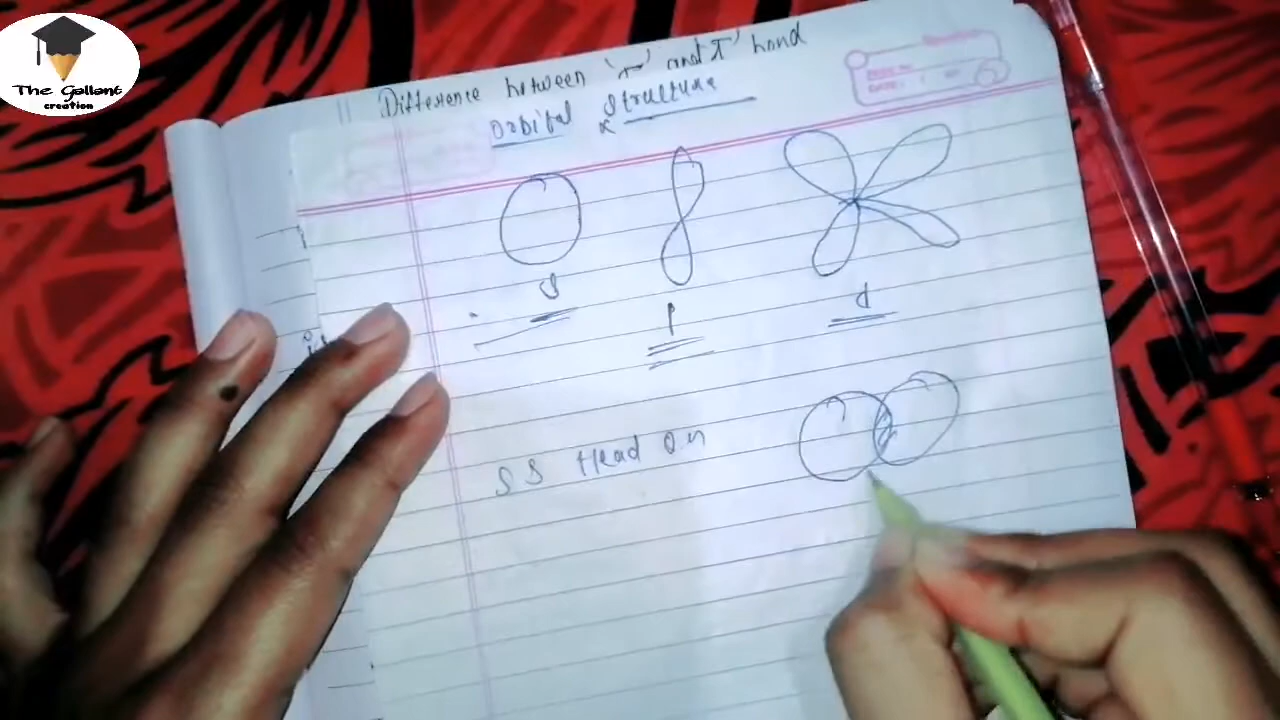 The Gallant
creation
Difference between 'σ' and π' bond
Orbital structure
s
p
d
SS Head On